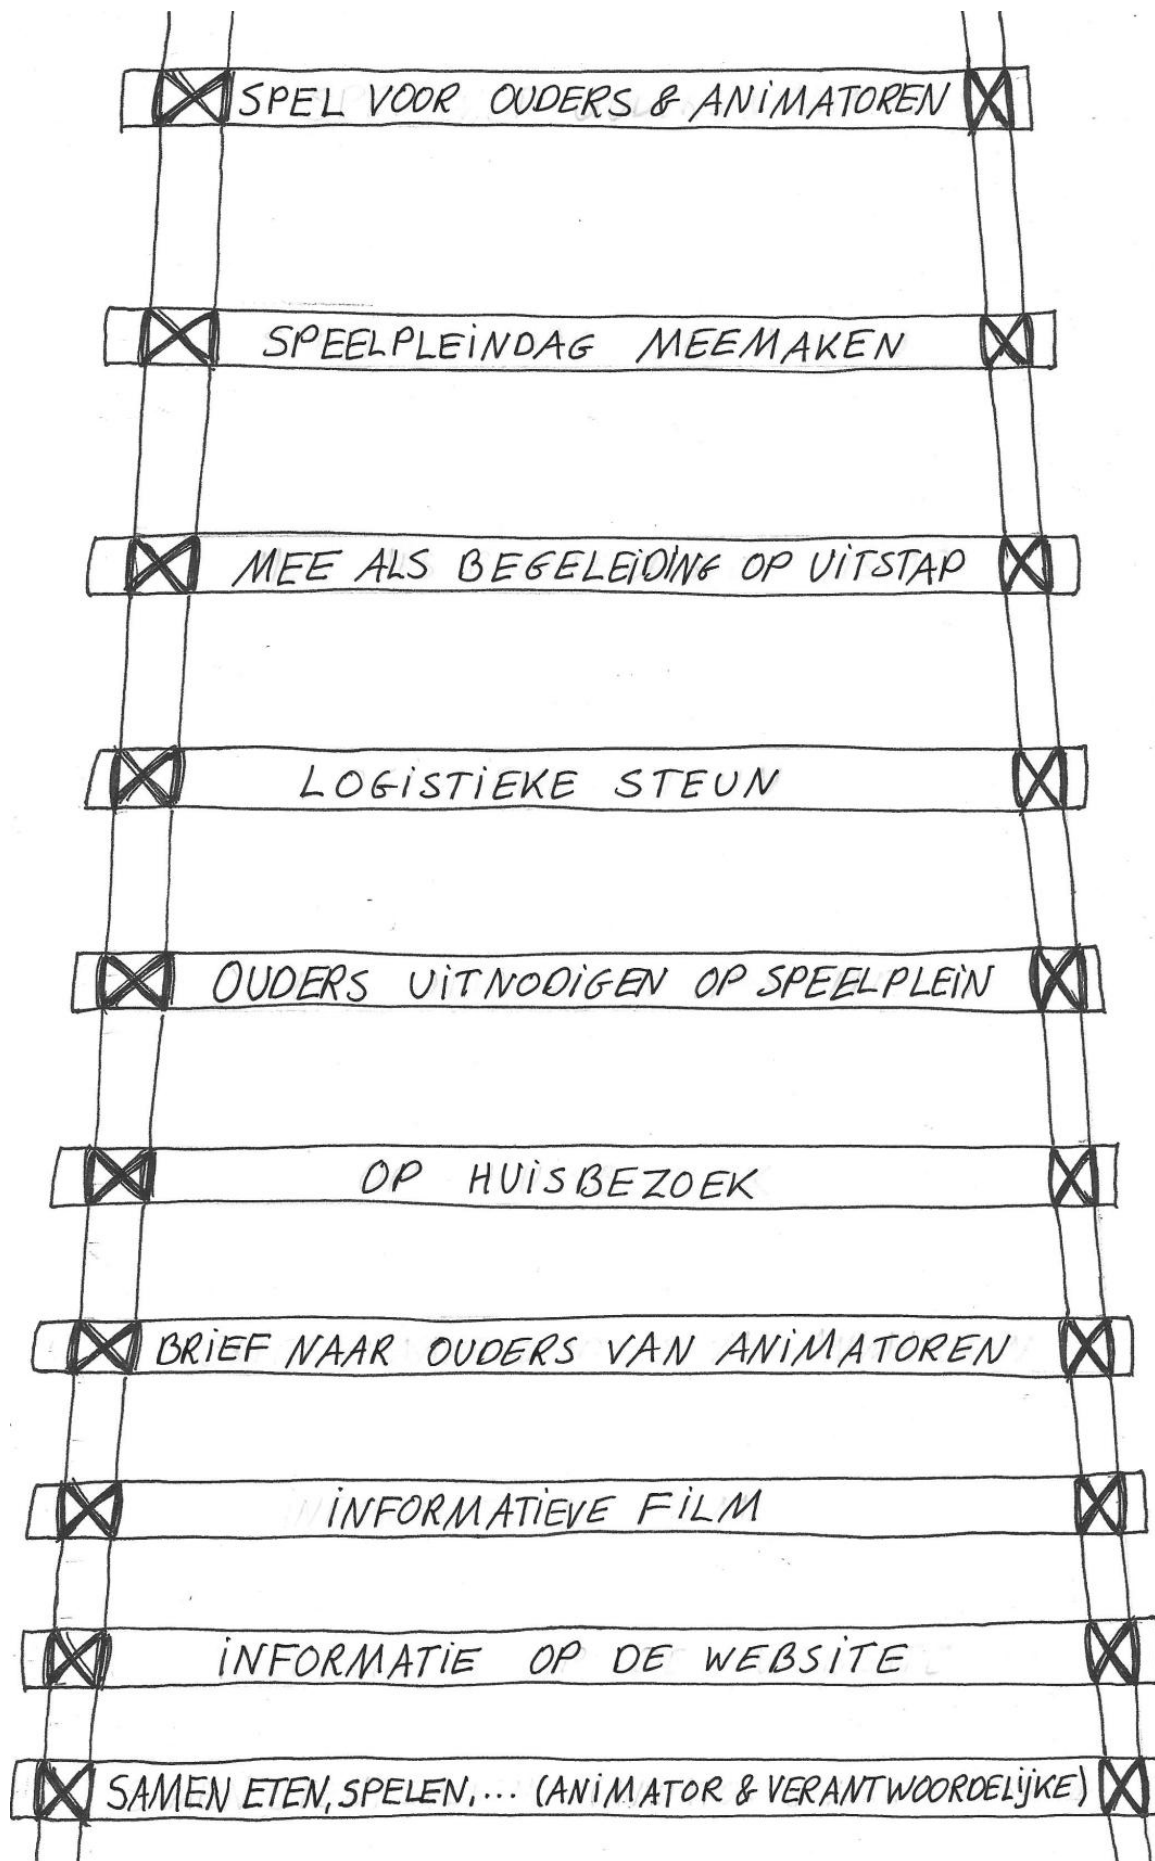 SPEL VOOR OUDERS & ANIMATOREN
SPEELPLEINDAG MEEMAKEN
MEE ALS BEGELEIDING OP UITSTAP
LOGISTIEKE STEUN
OUDERS UITNODIGEN OP SPEELPLEIN
OP HUISBEZOEK
BRIEF NAAR OUDERS VAN ANIMATOREN
INFORMATIEVE FILM
INFORMATIE OP DE WEBSITE
SAMEN ETEN, SPELEN,... (ANIMATOR & VERANTWOORDELIJKE)